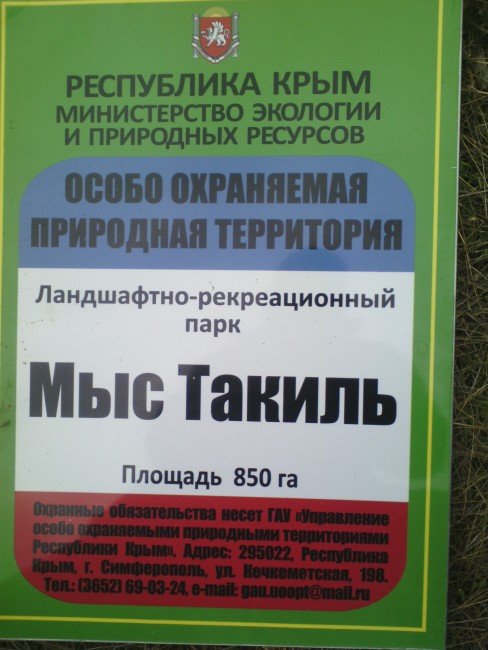 РЕСПУБЛИКА КРЫМ
МИНИСТЕРСТВО ЭКОЛОГИИ
И ПРИРОДНЫХ РЕСУРСОВ
ОСОБО ОХРАНЯЕМАЯ
ПРИРОДНАЯ ТЕРРИТОРИЯ
Ландшафтно-рекреационный
парк
Мыс Такиль
Площадь 850 га
Охранные обязательства несет ГАУ «Управление
особо охраняемыми природными территориями
Республики Крым». Адрес: 295022, Республика
Крым, г. Симферополь, ул. Кечкеметская, 198.
Тел.: (3652) 69-03-24, e-mail: gau.uoopt@mail.ru